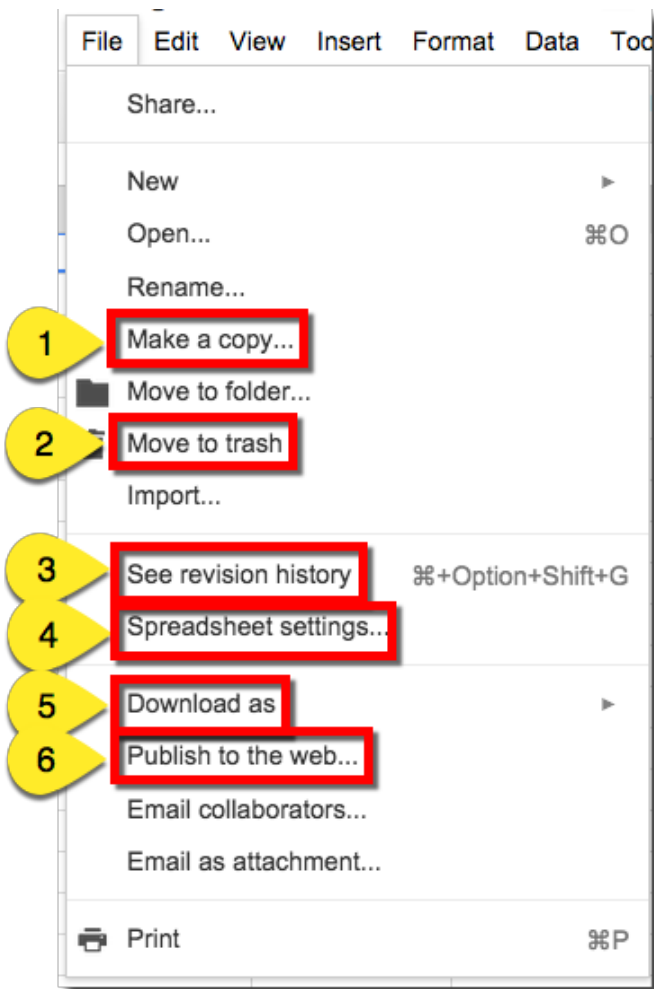 File Edit View Insert Format Data Too
Share...
New ►
Open... ⌘O
Rename...
1 Make a copy...
Move to folder...
2 Move to trash
Import...
3 See revision history ⌘+Option+Shift+G
4 Spreadsheet settings...
5 Download as ►
6 Publish to the web...
Email collaborators...
Email as attachment...
Print ⌘P